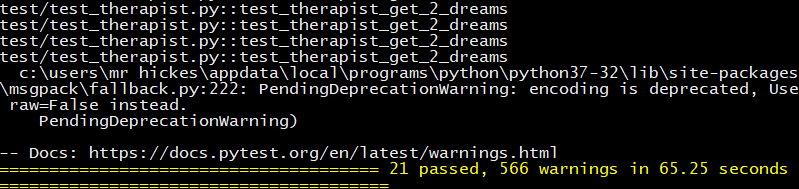 test/test_therapist.py::test_therapist_get_2_dreams
test/test_therapist.py::test_therapist_get_2_dreams
test/test_therapist.py::test_therapist_get_2_dreams
test/test_therapist.py::test_therapist_get_2_dreams
  c:\users\mr hickes\appdata\local\programs\python\python37-32\lib\site-packages
\msgpack\fallback.py:222: PendingDeprecationWarning: encoding is deprecated, Use
 raw=False instead.
    PendingDeprecationWarning)
-- Docs: https://docs.pytest.org/en/latest/warnings.html
====================================== 21 passed, 566 warnings in 65.25 seconds
=======================================